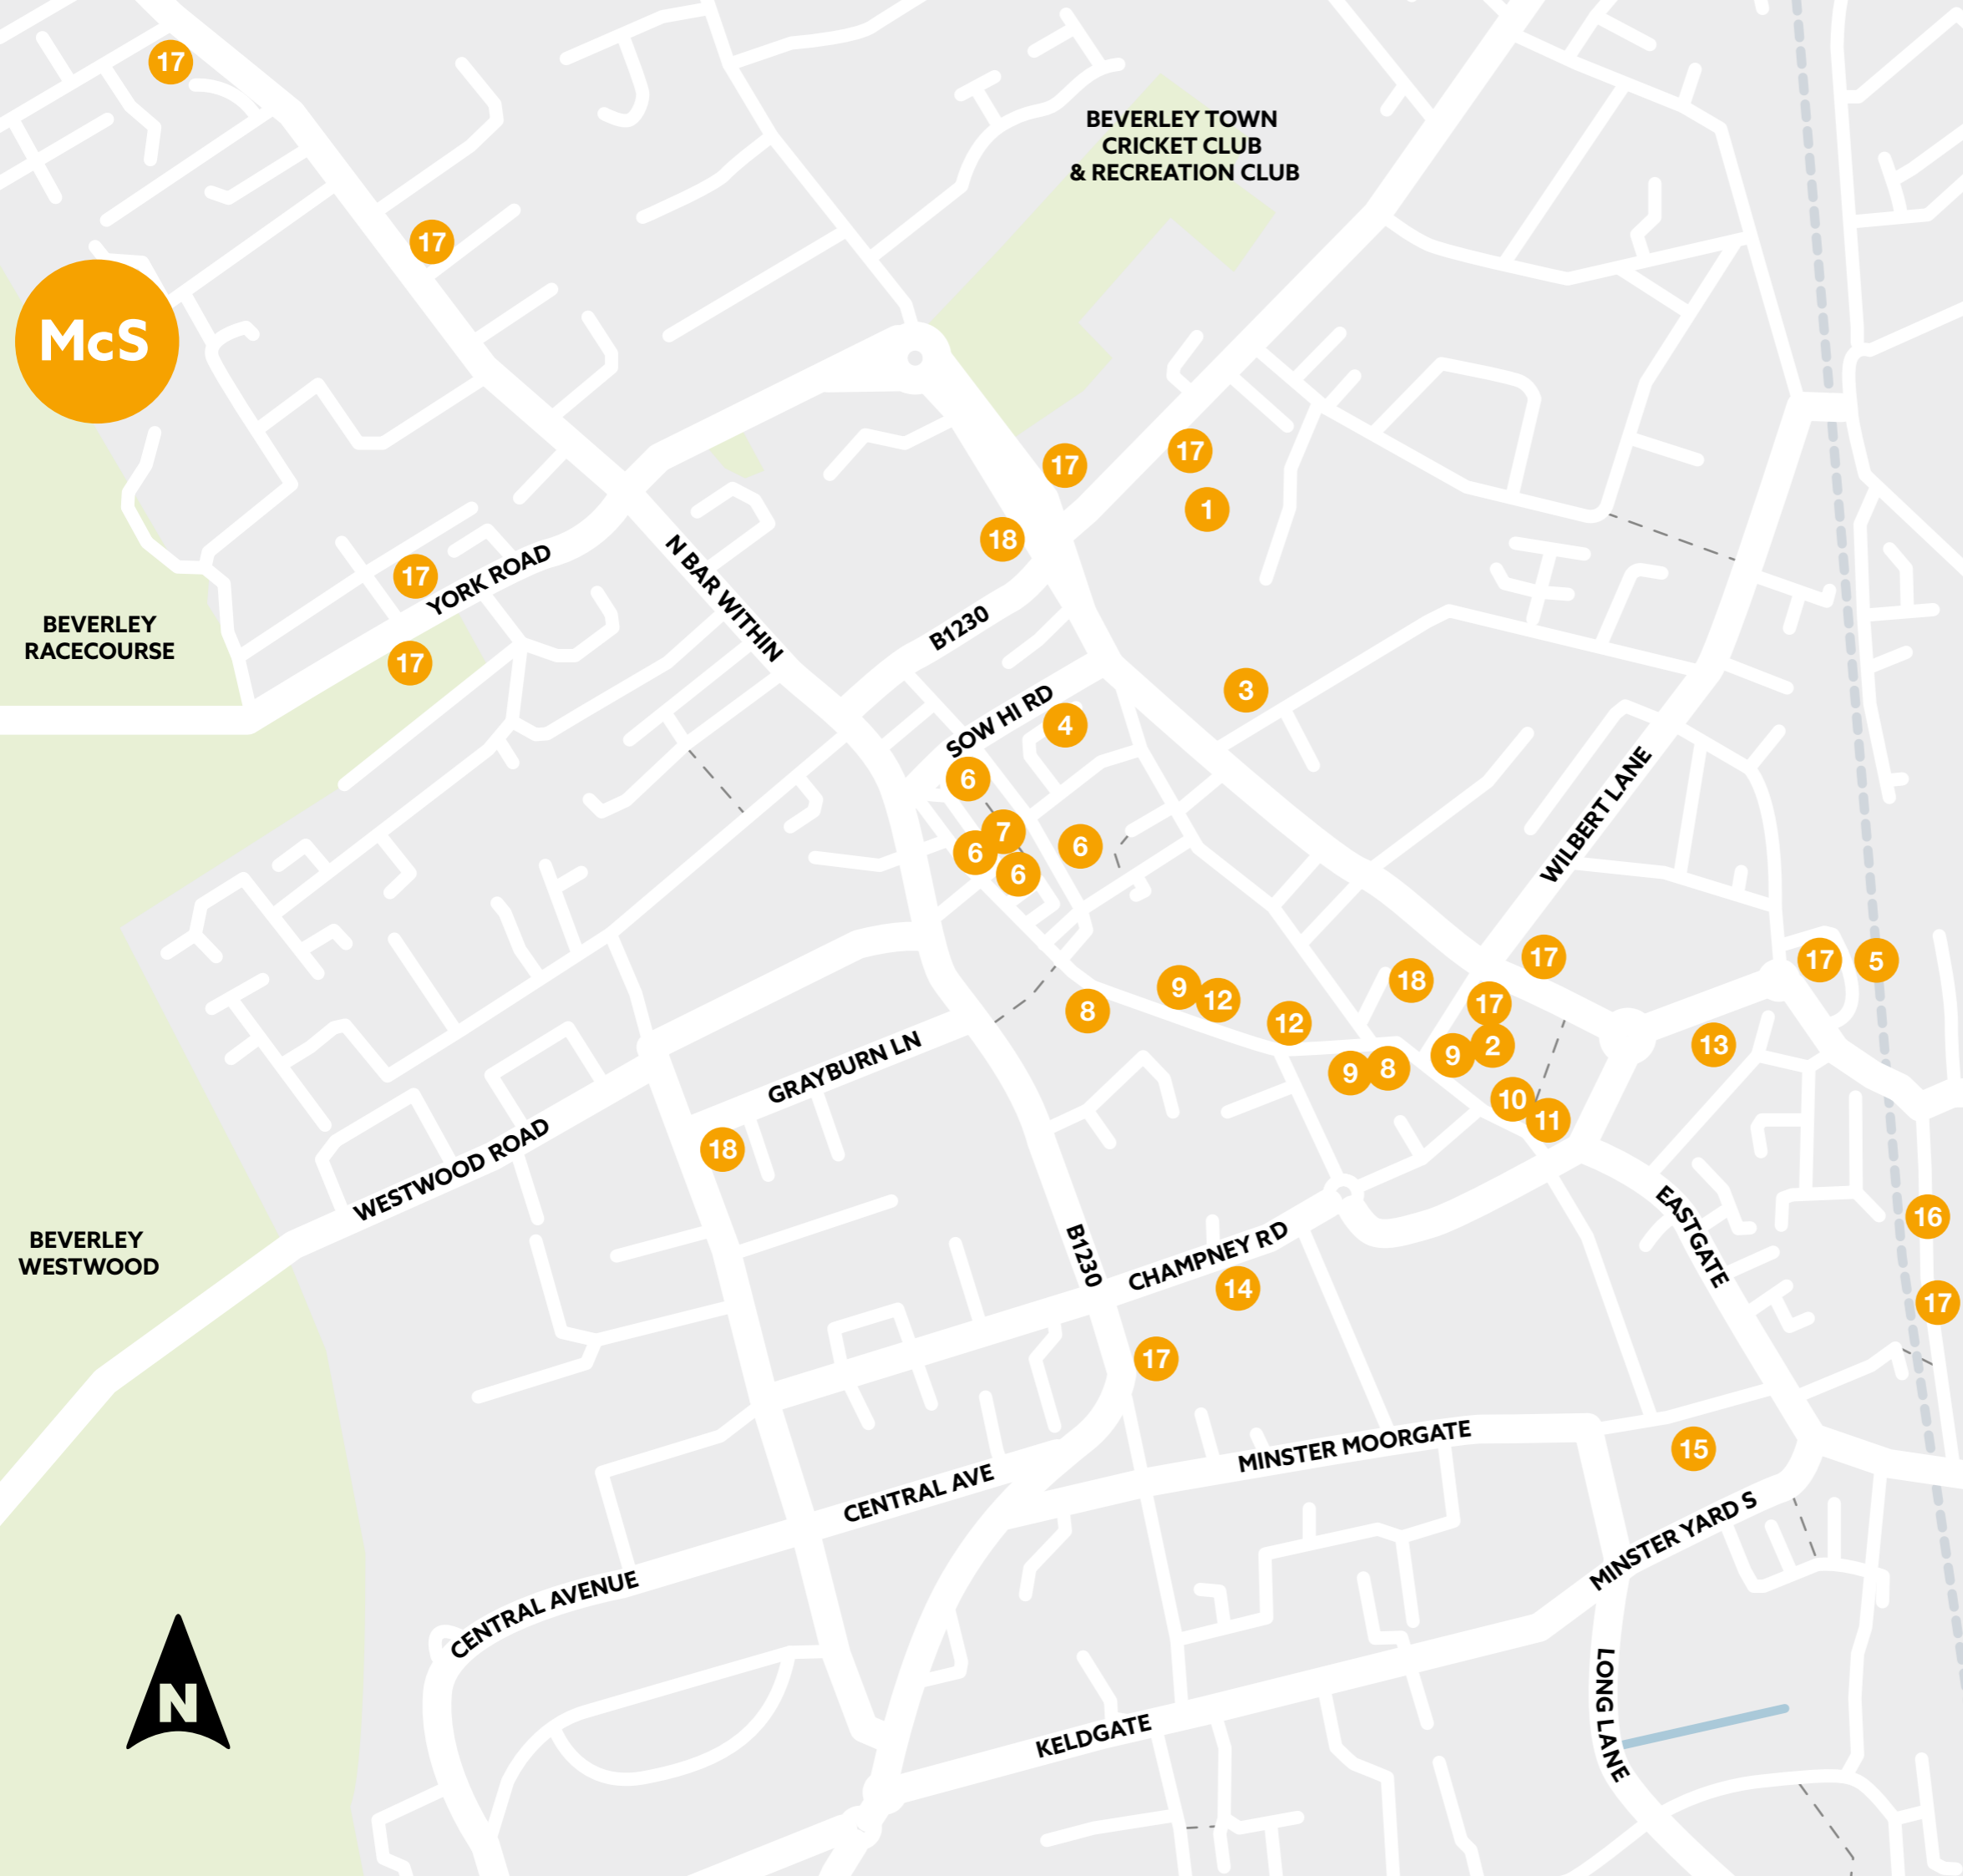 17
BEVERLEY TOWN
CRICKET CLUB
& RECREATION CLUB
17
McS
17
17
1
18
N BAR WITHIN
YORK ROAD
17
B1230
BEVERLEY
RACECOURSE
17
3
SOW HI RD
4
6
WILBERT LANE
7
6
6
6
17
17
5
18
9
12
17
8
12
2
13
9
9
8
GRAYBURN LN
10
11
18
WESTWOOD ROAD
EASTGATE
16
BEVERLEY
WESTWOOD
B1230
CHAMPNEY RD
14
17
17
MINSTER MOORGATE
15
CENTRAL AVE
MINSTER YARD S
CENTRAL AVENUE
N
LONG LANE
KELDGATE